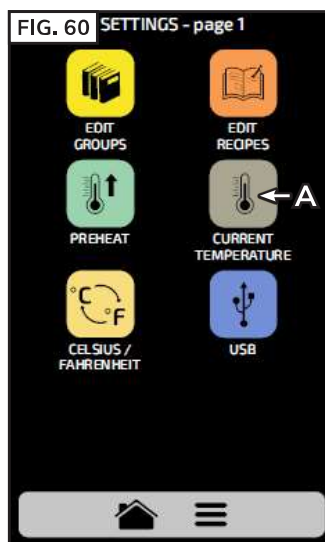 FIG. 60
SETTINGS - page 1
EDIT
GROUPS
EDIT
RECIPES
PREHEAT
CURRENT
TEMPERATURE
A
°C
°F
CELSIUS /
FAHRENHEIT
USB